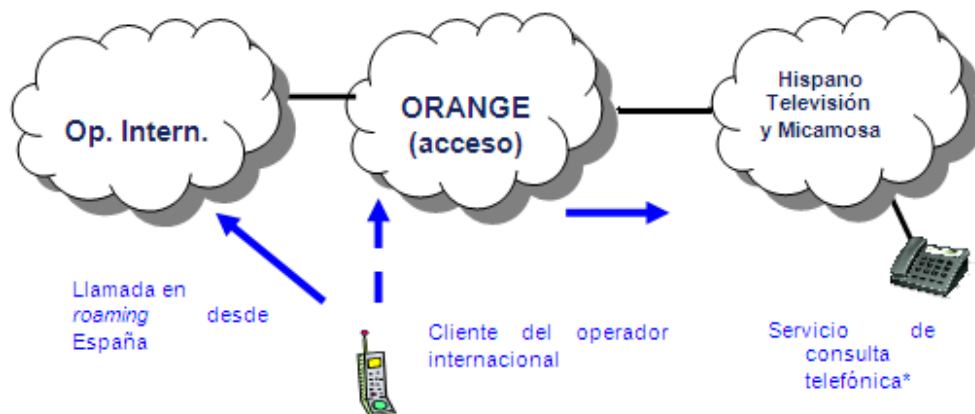 Op. Intern.
ORANGE
(acceso)
Hispano
Televisión
y Micamosa
Llamada en
roaming desde
España
Cliente del operador
internacional
Servicio de
consulta
telefónica*